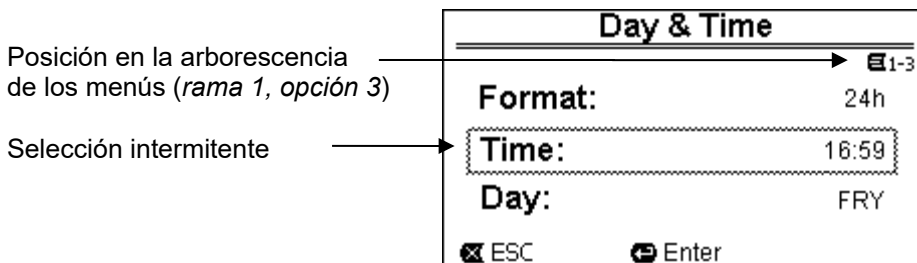 Day & Time
Posición en la arborescencia
de los menús (rama 1, opción 3)
1-3
Format: 24h
Selección intermitente
Time: 16:59
Day: FRY
ESC Enter